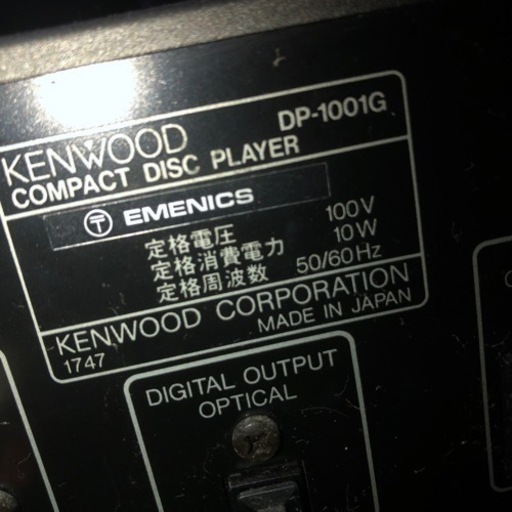 KENWOOD DP-1001G
COMPACT DISC PLAYER
〒 EMENICS
定格電圧 100V
定格消費電力 10W
定格周波数 50/60Hz
KENWOOD CORPORATION
1747 MADE IN JAPAN
DIGITAL OUTPUT
OPTICAL